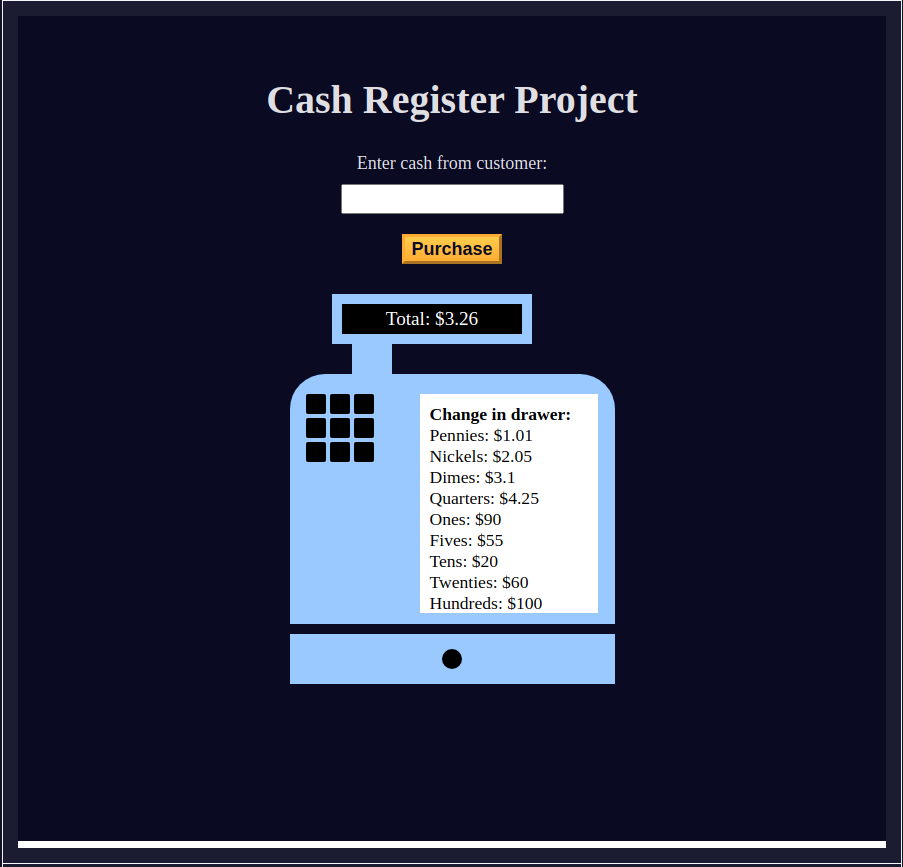 Cash Register Project
Enter cash from customer:
Purchase
Total: $3.26
Change in drawer:
Pennies: $1.01
Nickels: $2.05
Dimes: $3.1
Quarters: $4.25
Ones: $90
Fives: $55
Tens: $20
Twenties: $60
Hundreds: $100